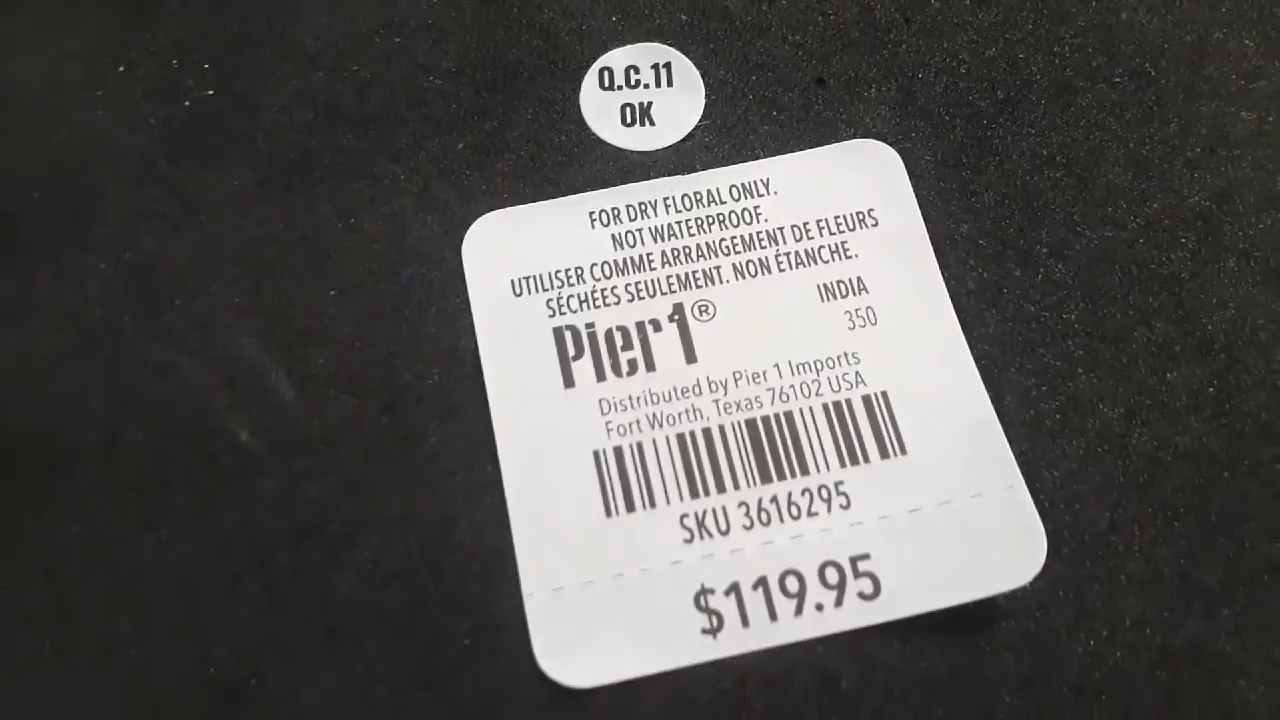 Q.C.11
OK
FOR DRY FLORAL ONLY.
NOT WATERPROOF.
UTILISER COMME ARRANGEMENT DE FLEURS
SÉCHÉES SEULEMENT. NON ÉTANCHE.
Pier1®
INDIA
350
Distributed by Pier 1 Imports
Fort Worth, Texas 76102 USA
SKU 3616295
$119.95